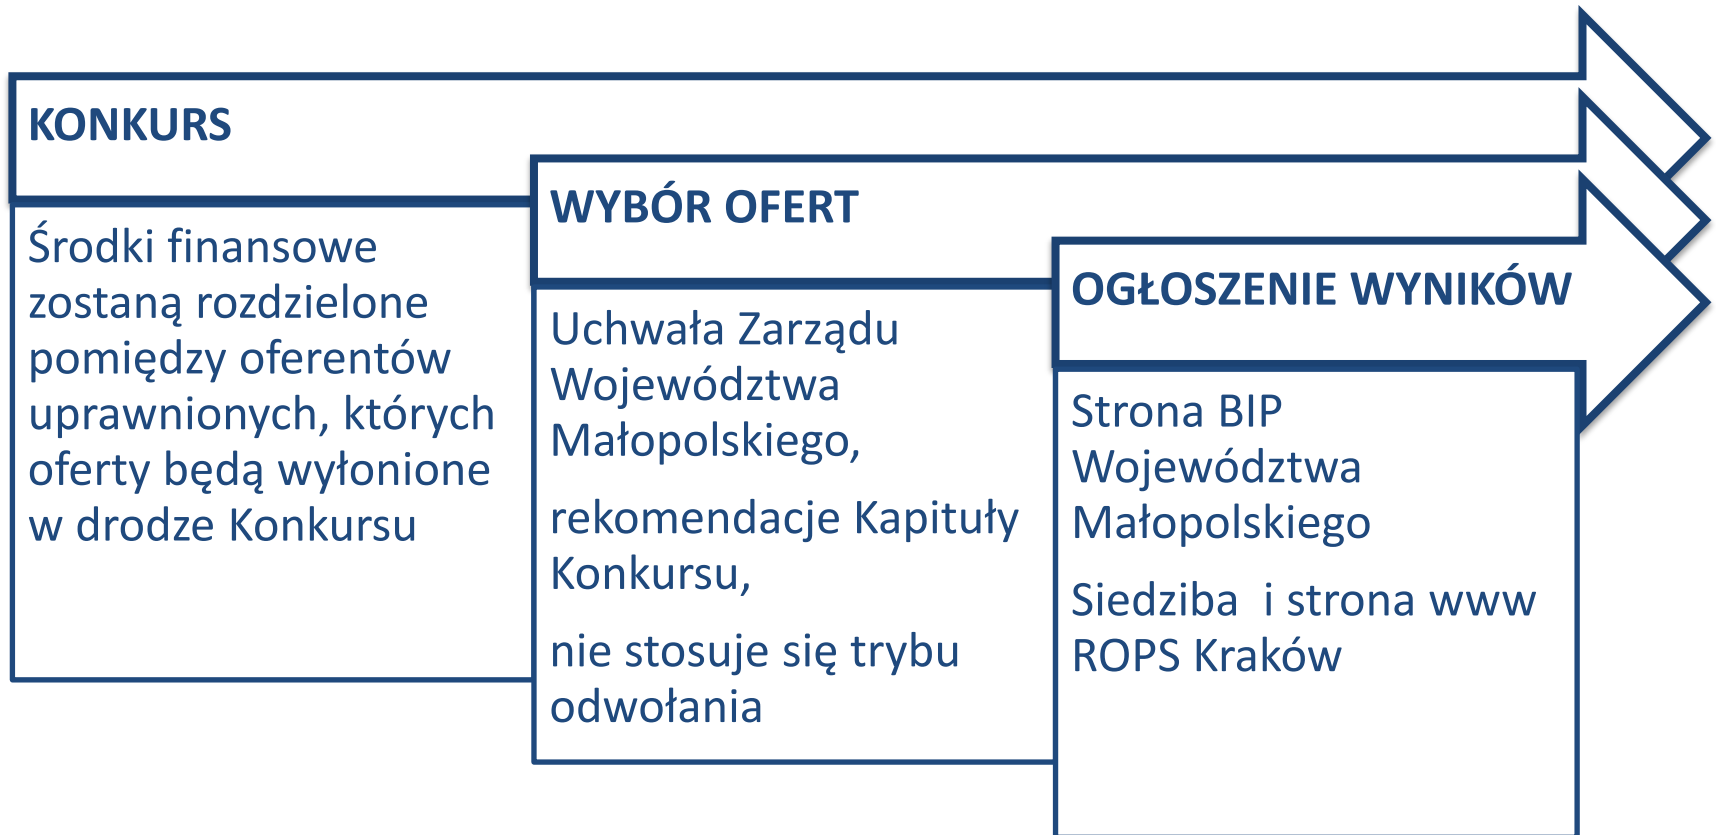 KONKURS
Środki finansowe
zostaną rozdzielone
pomiędzy oferentów
uprawnionych, których
oferty będą wyłonione
w drodze Konkursu
WYBÓR OFERT
Uchwała Zarządu
Województwa
Małopolskiego,
rekomendacje Kapituły
Konkursu,
nie stosuje się trybu
odwołania
OGŁOSZENIE WYNIKÓW
Strona BIP
Województwa
Małopolskiego
Siedziba  i strona www
ROPS Kraków